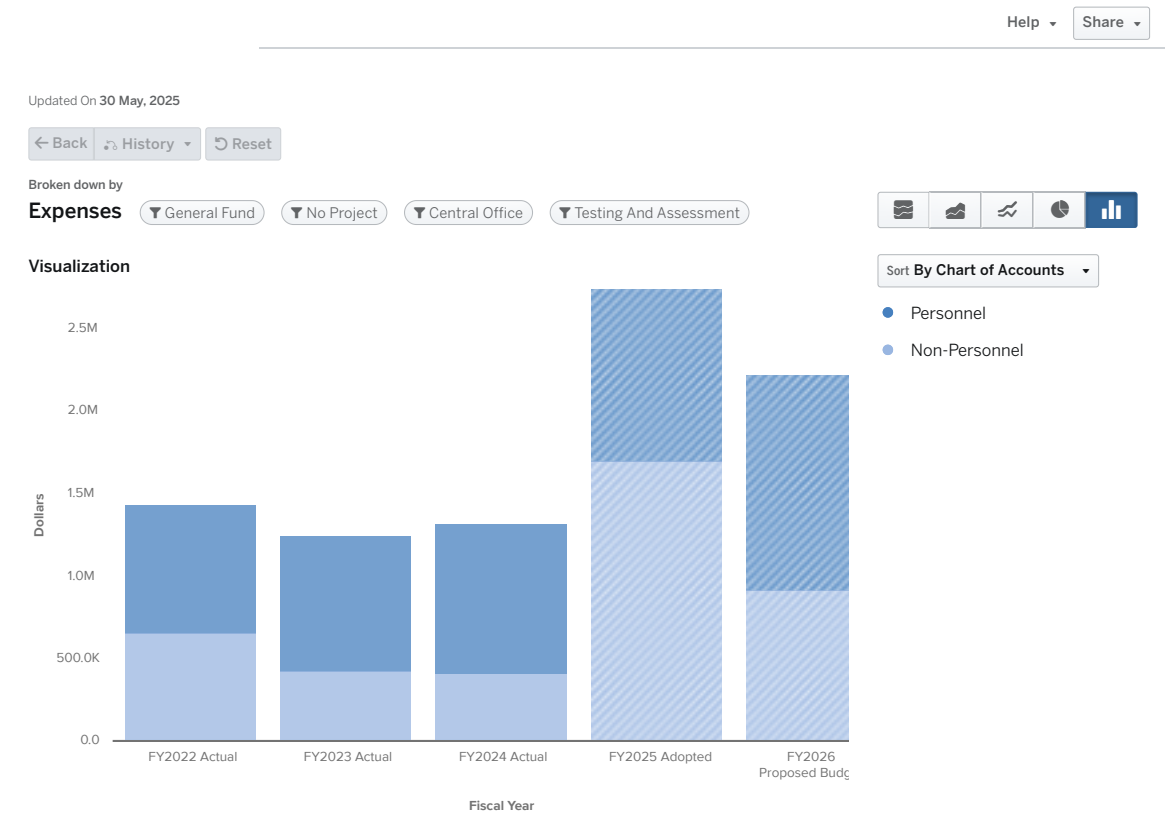 Help
Share
Updated On 30 May, 2025
Back
History
Reset
Broken down by
Expenses
General Fund
No Project
Central Office
Testing And Assessment
Visualization
Sort By Chart of Accounts
Personnel
Non-Personnel
2.5M
2.0M
1.5M
1.0M
500.0K
0.0
Dollars
FY2022 Actual
FY2023 Actual
FY2024 Actual
FY2025 Adopted
FY2026
Proposed Budg
Fiscal Year